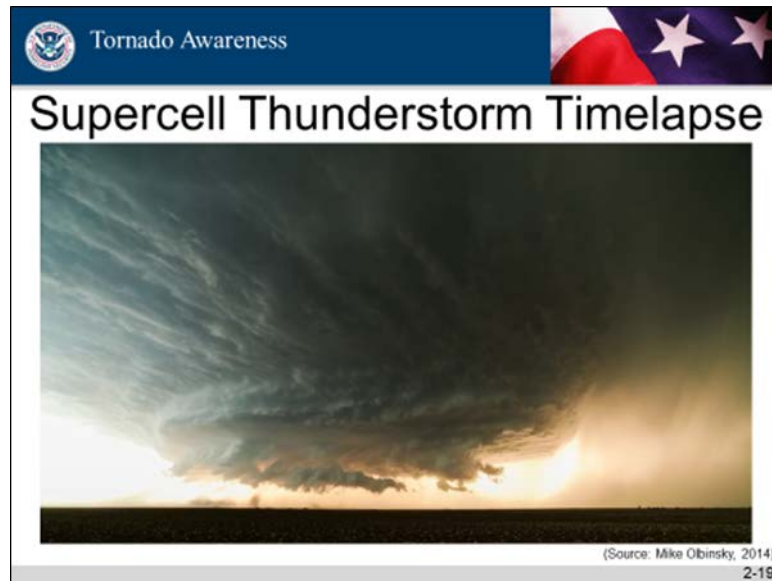 Tornado Awareness
Supercell Thunderstorm Timelapse
(Source: Mike Olbinsky, 2014)
2-19